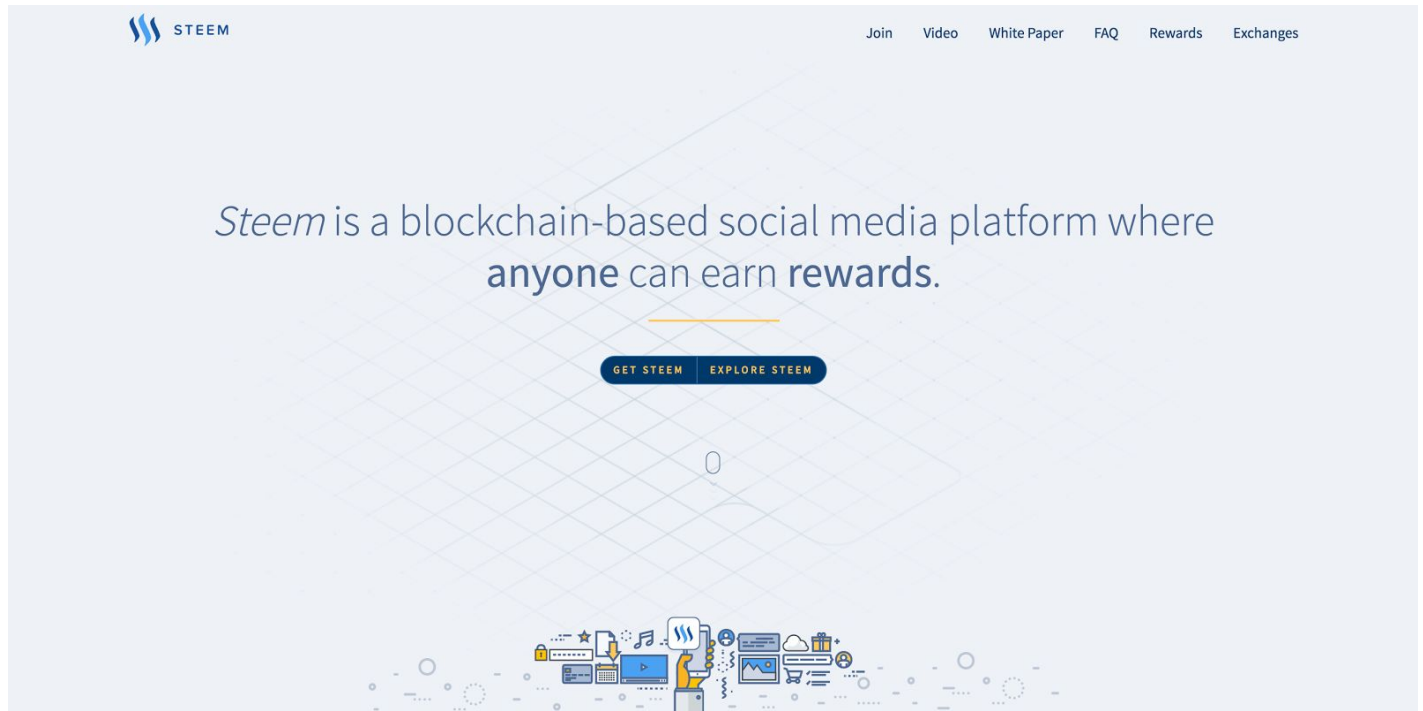 STEEM
Join Video White Paper FAQ Rewards Exchanges
Steem is a blockchain-based social media platform where
anyone can earn rewards.
GET STEEM EXPLORE STEEM